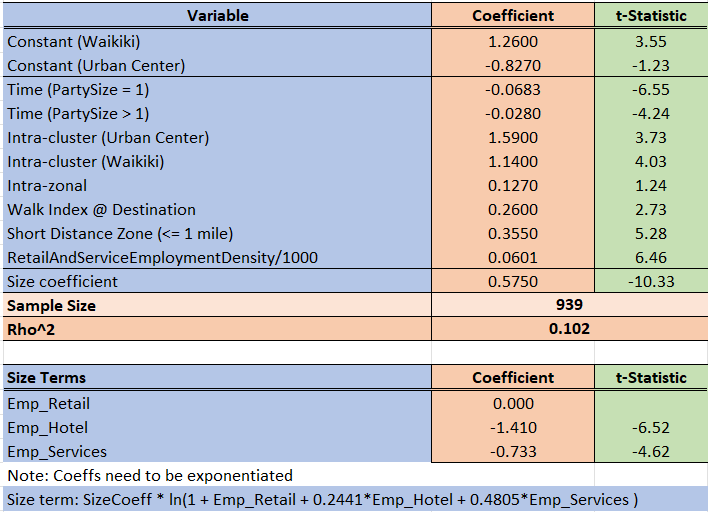 Variable Coefficient t-Statistic
Constant (Waikiki) 1.2600 3.55
Constant (Urban Center) -0.8270 -1.23
Time (PartySize = 1) -0.0683 -6.55
Time (PartySize > 1) -0.0280 -4.24
Intra-cluster (Urban Center) 1.5900 3.73
Intra-cluster (Waikiki) 1.1400 4.03
Intra-zonal 0.1270 1.24
Walk Index @ Destination 0.2600 2.73
Short Distance Zone (<= 1 mile) 0.3550 5.28
RetailAndServiceEmploymentDensity/1000 0.0601 6.46
Size coefficient 0.5750 -10.33
Sample Size 939
Rho^2 0.102
Size Terms Coefficient t-Statistic
Emp_Retail 0.000
Emp_Hotel -1.410 -6.52
Emp_Services -0.733 -4.62
Note: Coeffs need to be exponentiated
Size term: SizeCoeff * ln(1 + Emp_Retail + 0.2441*Emp_Hotel + 0.4805*Emp_Services )